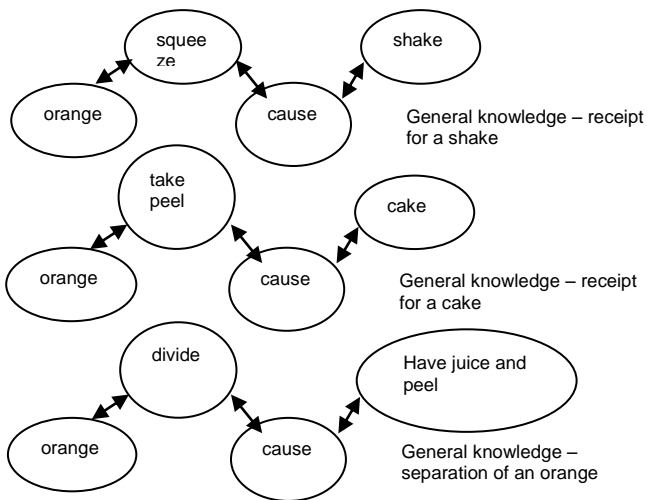 squee
ze
shake
orange
cause
General knowledge – receipt
for a shake
take
peel
cake
orange
cause
General knowledge – receipt
for a cake
divide
Have juice and
peel
orange
cause
General knowledge –
separation of an orange